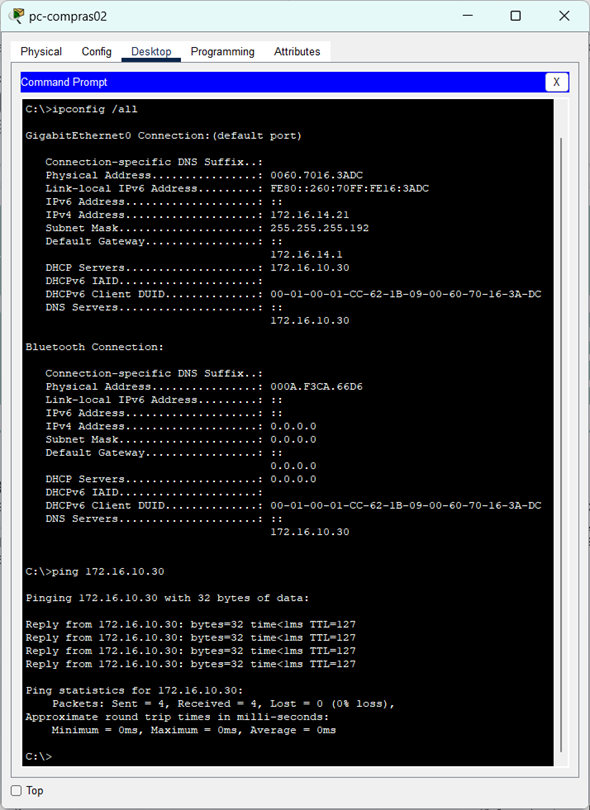 pc-compras02
Physical Config Desktop Programming Attributes
Command Prompt X
C:\>ipconfig /all
GigabitEthernet0 Connection:(default port)
Connection-specific DNS Suffix..:
Physical Address................: 0060.7016.3ADC
Link-local IPv6 Address.........: FE80::260:70FF:FE16:3ADC
IPv6 Address....................: ::
IPv4 Address....................: 172.16.14.21
Subnet Mask.....................: 255.255.255.192
Default Gateway.................: ::
172.16.14.1
DHCP Servers....................: 172.16.10.30
DHCPv6 IAID.....................:
DHCPv6 Client DUID..............: 00-01-00-01-CC-62-1B-09-00-60-70-16-3A-DC
DNS Servers.....................: ::
172.16.10.30
Bluetooth Connection:
Connection-specific DNS Suffix..:
Physical Address................: 000A.F3CA.66D6
Link-local IPv6 Address.........: ::
IPv6 Address....................: ::
IPv4 Address....................: 0.0.0.0
Subnet Mask.....................: 0.0.0.0
Default Gateway.................: ::
0.0.0.0
DHCP Servers....................: 0.0.0.0
DHCPv6 IAID.....................:
DHCPv6 Client DUID..............: 00-01-00-01-CC-62-1B-09-00-60-70-16-3A-DC
DNS Servers.....................: ::
172.16.10.30
C:\>ping 172.16.10.30
Pinging 172.16.10.30 with 32 bytes of data:
Reply from 172.16.10.30: bytes=32 time<1ms TTL=127
Reply from 172.16.10.30: bytes=32 time<1ms TTL=127
Reply from 172.16.10.30: bytes=32 time<1ms TTL=127
Reply from 172.16.10.30: bytes=32 time<1ms TTL=127
Ping statistics for 172.16.10.30:
Packets: Sent = 4, Received = 4, Lost = 0 (0% loss),
Approximate round trip times in milli-seconds:
Minimum = 0ms, Maximum = 0ms, Average = 0ms
C:\>
Top